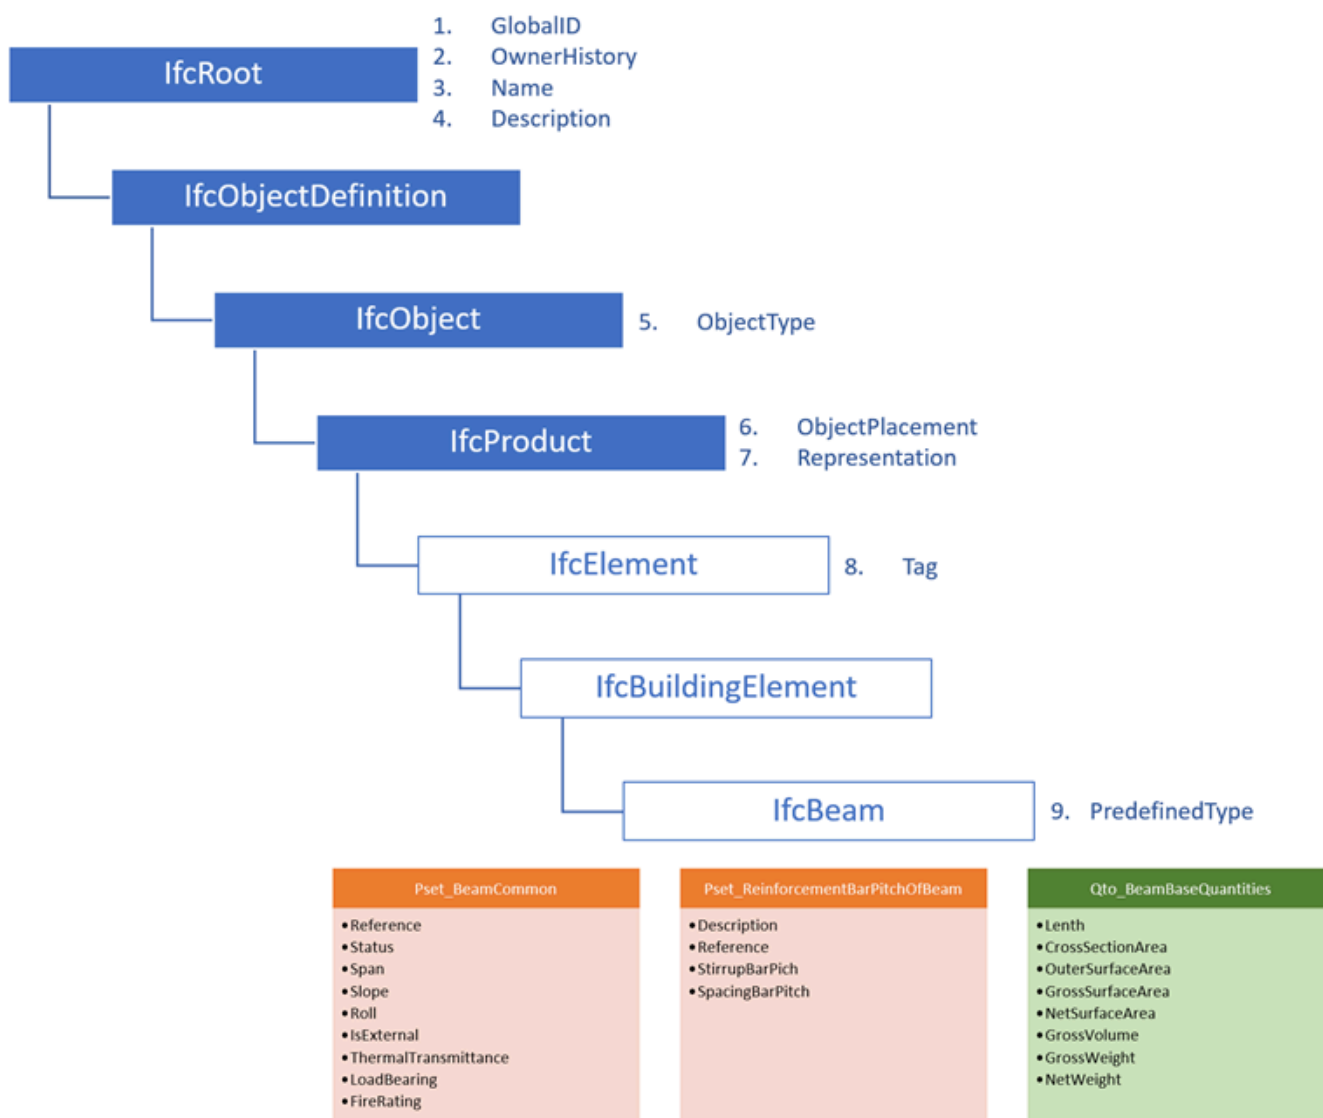 1. GlobalID
2. OwnerHistory
3. Name
4. Description
IfcRoot
IfcObjectDefinition
IfcObject
5. ObjectType
IfcProduct
6. ObjectPlacement
7. Representation
IfcElement
8. Tag
IfcBuildingElement
IfcBeam
9. PredefinedType
Pset_BeamCommon
•Reference
•Status
•Span
•Slope
•Roll
•IsExternal
•ThermalTransmittance
•LoadBearing
•FireRating
Pset_ReinforcementBarPitchOfBeam
•Description
•Reference
•StirrupBarPich
•SpacingBarPitch
Qto_BeamBaseQuantities
•Lenth
•CrossSectionArea
•OuterSurfaceArea
•GrossSurfaceArea
•NetSurfaceArea
•GrossVolume
•GrossWeight
•NetWeight